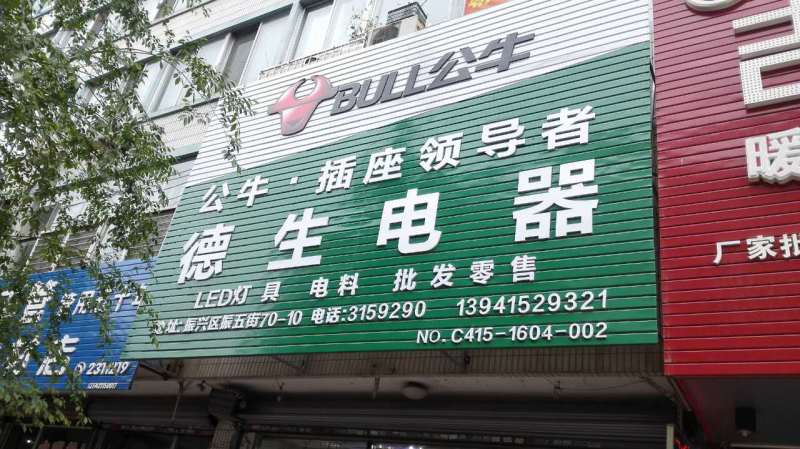 BULL公牛
公牛·插座领导者
德生电器
LED灯具 电料 批发零售
地址:振兴区振五街70-10 电话:3159290 13941529321
NO.C415-1604-002
暖
厂家批